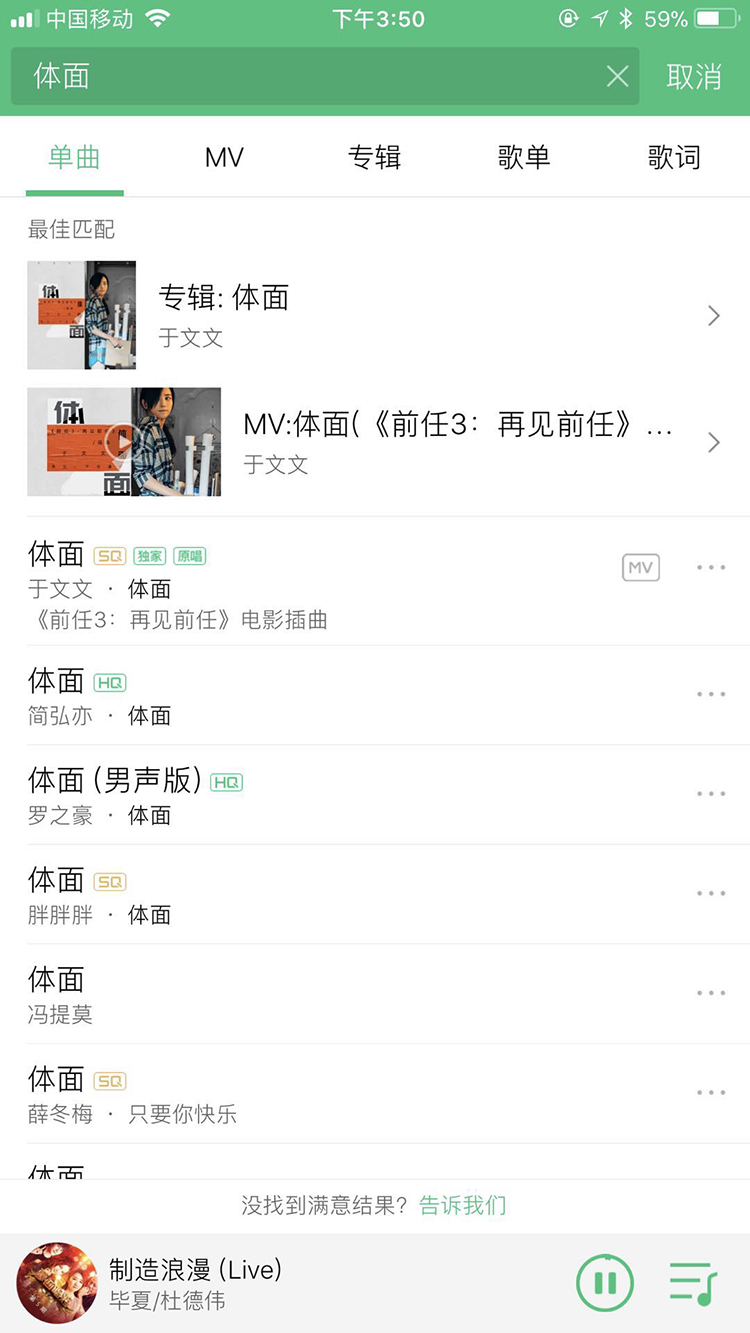 中国移动 下午3:50 59%
体面 取消
单曲 MV 专辑 歌单 歌词
最佳匹配
专辑: 体面
于文文
体面
MV:体面(《前任3：再见前任》...
于文文
体面
体面 SQ 独家 原唱
MV
于文文 · 体面
《前任3：再见前任》电影插曲
体面 HQ
简弘亦 · 体面
体面 (男声版) HQ
罗之豪 · 体面
体面 SQ
胖胖胖 · 体面
体面
冯提莫
体面 SQ
薛冬梅 · 只要你快乐
体面
没找到满意结果？告诉我们
制造浪漫 (Live)
毕夏/杜德伟